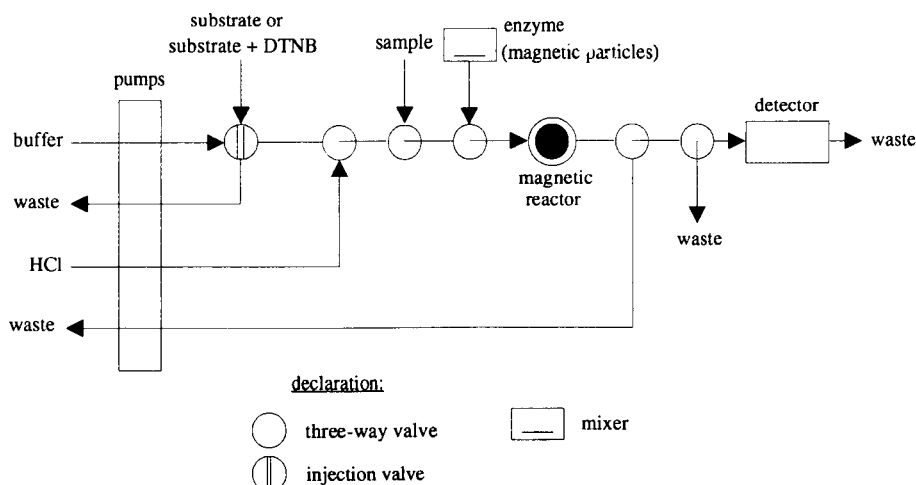 substrate or
substrate + DTNB
pumps
sample
enzyme
(magnetic particles)
detector
buffer
waste
magnetic
reactor
waste
waste
HCl
waste
declaration:
three-way valve
mixer
injection valve